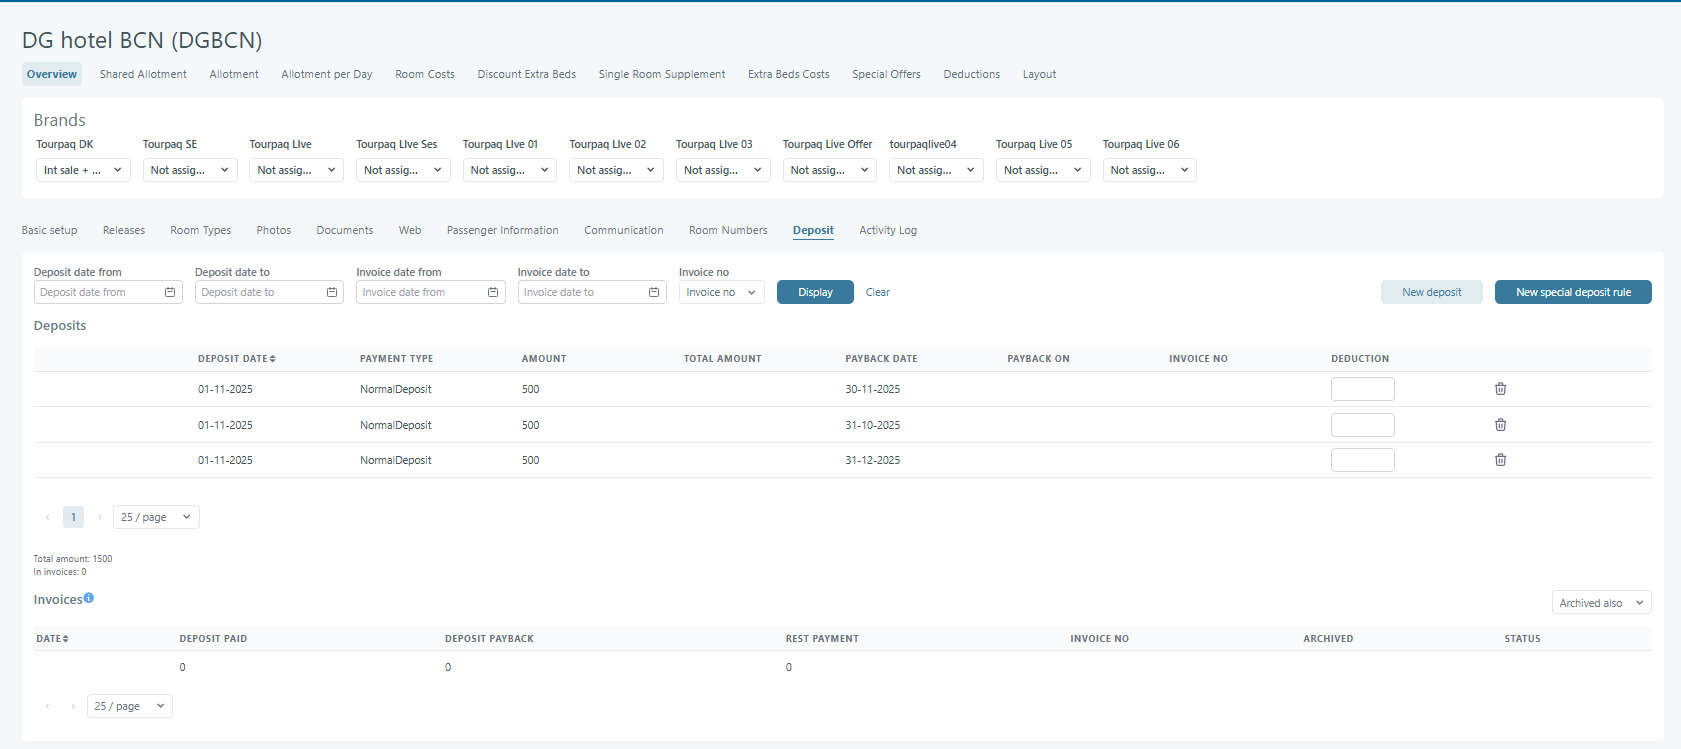 DG hotel BCN (DGBCN)
Overview Shared Allotment Allotment Allotment per Day Room Costs Discount Extra Beds Single Room Supplement Extra Beds Costs Special Offers Deductions Layout
Brands
Tourpaq DK Tourpaq SE Tourpaq LIve Tourpaq LIve Ses Tourpaq LIve 01 Tourpaq LIve 02 Tourpaq LIve 03 Tourpaq Live Offer tourpaqlive04 Tourpaq Live 05 Tourpaq Live 06
Int sale + ... Not assig... Not assig... Not assig... Not assig... Not assig... Not assig... Not assig... Not assig... Not assig... Not assig...
Basic setup Releases Room Types Photos Documents Web Passenger Information Communication Room Numbers Deposit Activity Log
Deposit date from Deposit date to Invoice date from Invoice date to Invoice no
Deposit date from Deposit date to Invoice date from Invoice date to Invoice no Display Clear New deposit New special deposit rule
Deposits
DEPOSIT DATE PAYMENT TYPE AMOUNT TOTAL AMOUNT PAYBACK DATE PAYBACK ON INVOICE NO DEDUCTION
01-11-2025 NormalDeposit 500 30-11-2025
01-11-2025 NormalDeposit 500 31-10-2025
01-11-2025 NormalDeposit 500 31-12-2025
‹ 1 › 25 / page
Total amount: 1500
In invoices: 0
Invoices
Archived also
DATE DEPOSIT PAID DEPOSIT PAYBACK REST PAYMENT INVOICE NO ARCHIVED STATUS
0 0 0
‹ › 25 / page